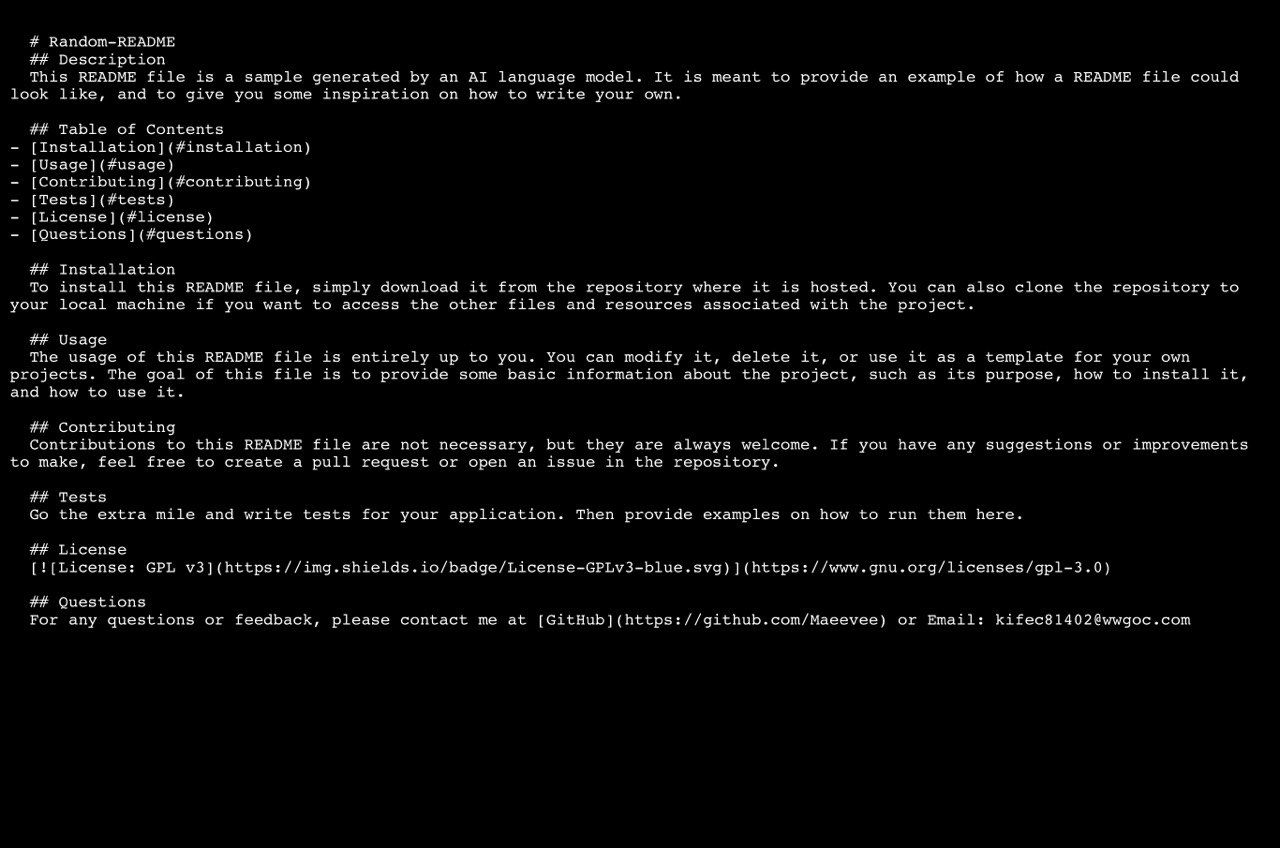 # Random-README
## Description
This README file is a sample generated by an AI language model. It is meant to provide an example of how a README file could
look like, and to give you some inspiration on how to write your own.
## Table of Contents
- [Installation](#installation)
- [Usage](#usage)
- [Contributing](#contributing)
- [Tests](#tests)
- [License](#license)
- [Questions](#questions)
## Installation
To install this README file, simply download it from the repository where it is hosted. You can also clone the repository to
your local machine if you want to access the other files and resources associated with the project.
## Usage
The usage of this README file is entirely up to you. You can modify it, delete it, or use it as a template for your own
projects. The goal of this file is to provide some basic information about the project, such as its purpose, how to install it,
and how to use it.
## Contributing
Contributions to this README file are not necessary, but they are always welcome. If you have any suggestions or improvements
to make, feel free to create a pull request or open an issue in the repository.
## Tests
Go the extra mile and write tests for your application. Then provide examples on how to run them here.
## License
[![License: GPL v3](https://img.shields.io/badge/License-GPLv3-blue.svg)](https://www.gnu.org/licenses/gpl-3.0)
## Questions
For any questions or feedback, please contact me at [GitHub](https://github.com/Maeevee) or Email: kifec81402@wwgoc.com